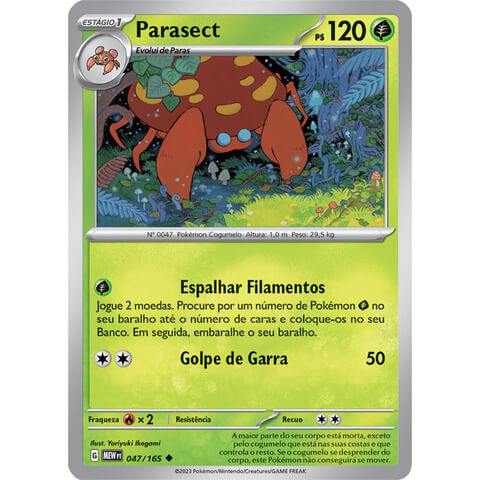 ESTÁGIO 1
Parasect
PS 120
Evolui de Paras
Nº 0047 Pokémon Cogumelo Altura: 1,0 m Peso: 29,5 kg
Espalhar Filamentos
Jogue 2 moedas. Procure por um número de Pokémon no
seu baralho até o número de caras e coloque-os no seu
Banco. Em seguida, embaralhe o seu baralho.
Golpe de Garra 50
Fraqueza × 2 Resistência Recuo
Ilust. Yoriyuki Ikegami
G MEW PT 047/165
A maior parte do seu corpo está morta, exceto
pelo cogumelo que está nas suas costas e que
controla o resto. Se o cogumelo se desprender
do corpo, este Pokémon não conseguirá se mover.
©2023 Pokémon/Nintendo/Creatures/GAME FREAK